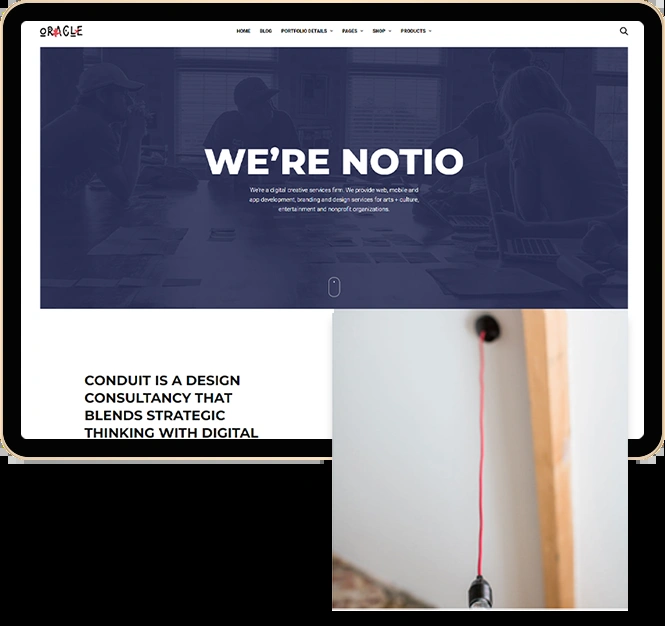 ORACLE
HOME BLOG PORTFOLIO DETAILS PAGES SHOP PRODUCTS
WE’RE NOTIO
We're a digital creative services firm. We provide web, mobile and
app development, branding and design services for arts + culture,
entertainment and nonprofit organizations.
CONDUIT IS A DESIGN
CONSULTANCY THAT
BLENDS STRATEGIC
THINKING WITH DIGITAL